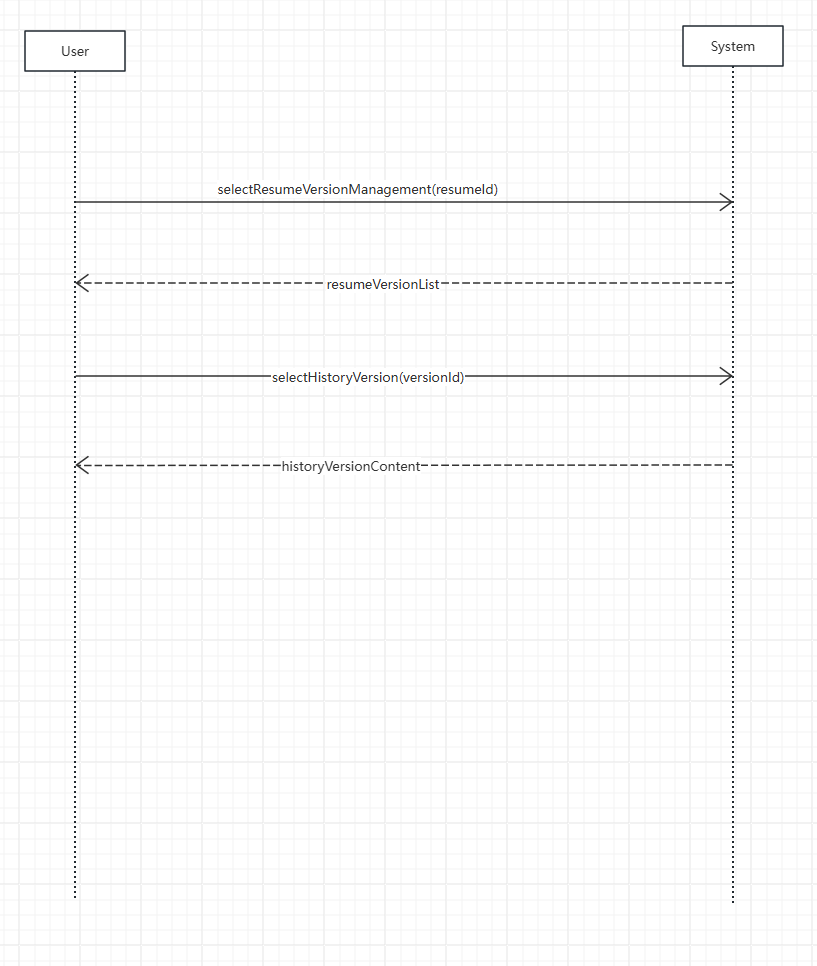 User
System
selectResumeVersionManagement(resumeId)
resumeVersionList
selectHistoryVersion(versionId)
historyVersionContent